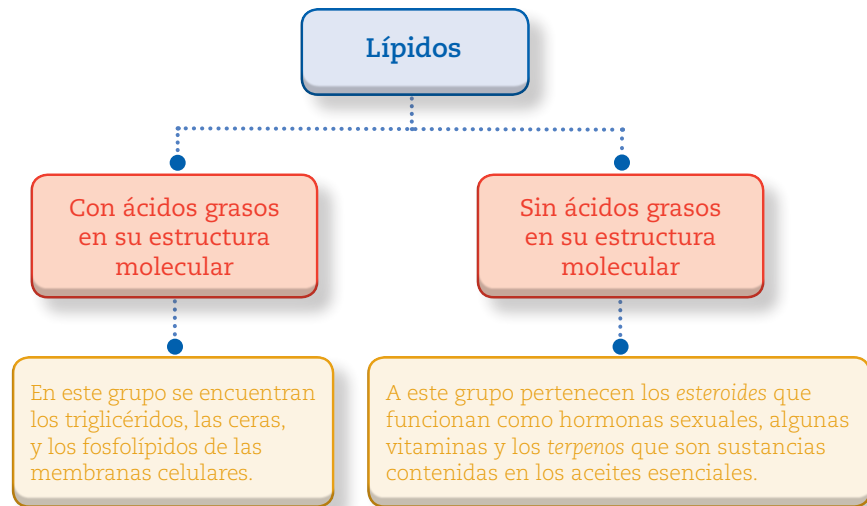 Lípidos
Con ácidos grasos
en su estructura
molecular
Sin ácidos grasos
en su estructura
molecular
En este grupo se encuentran
los triglicéridos, las ceras,
y los fosfolípidos de las
membranas celulares.
A este grupo pertenecen los esteroides que
funcionan como hormonas sexuales, algunas
vitaminas y los terpenos que son sustancias
contenidas en los aceites esenciales.